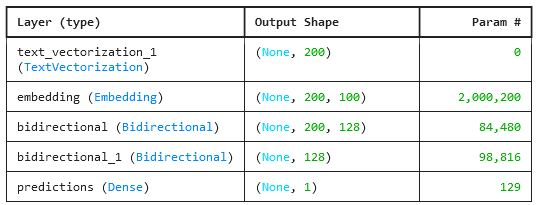 Layer (type) Output Shape Param #
text_vectorization_1 (None, 200) 0
(TextVectorization)
embedding (Embedding) (None, 200, 100) 2,000,200
bidirectional (Bidirectional) (None, 200, 128) 84,480
bidirectional_1 (Bidirectional) (None, 128) 98,816
predictions (Dense) (None, 1) 129